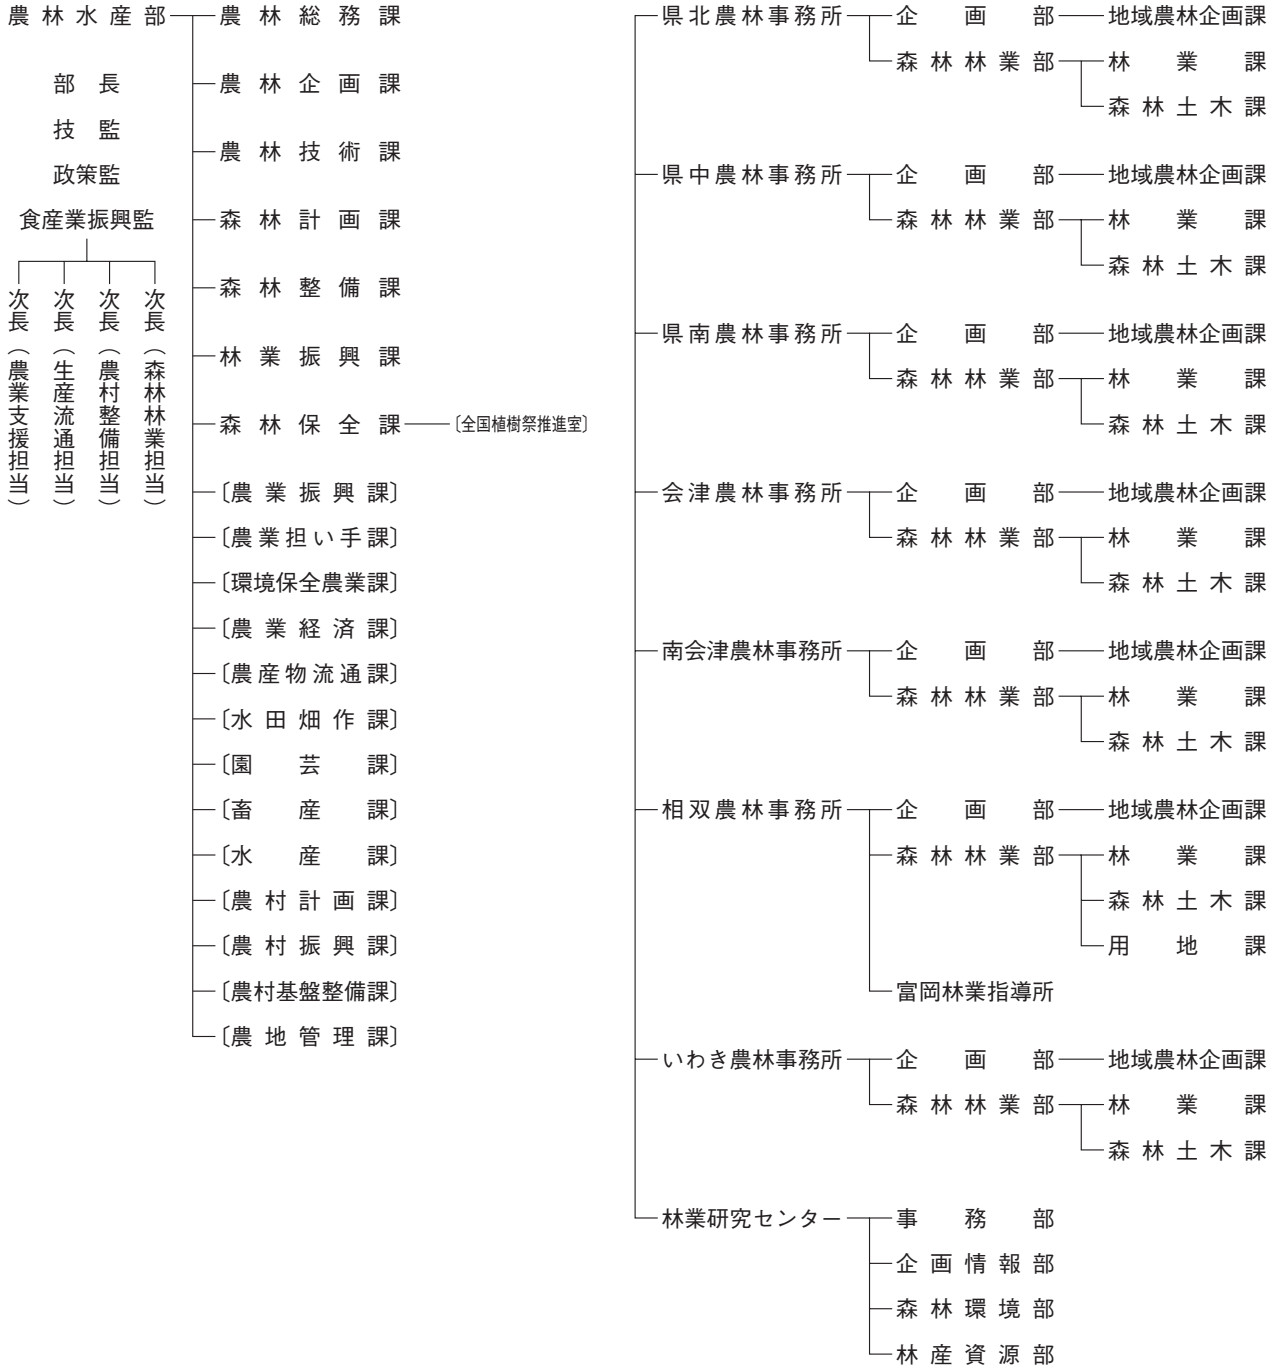 農林水産部
部長
技監
政策監
食産業振興監
次長（農業支援担当）
次長（生産流通担当）
次長（農村整備担当）
次長（森林林業担当）
農林総務課
農林企画課
農林技術課
森林計画課
森林整備課
林業振興課
森林保全課 〔全国植樹祭推進室〕
〔農業振興課〕
〔農業担い手課〕
〔環境保全農業課〕
〔農業経済課〕
〔農産物流通課〕
〔水田畑作課〕
〔園芸課〕
〔畜産課〕
〔水産課〕
〔農村計画課〕
〔農村振興課〕
〔農村基盤整備課〕
〔農地管理課〕
県北農林事務所 企画部 地域農林企画課
森林林業部 林業課
森林土木課
県中農林事務所 企画部 地域農林企画課
森林林業部 林業課
森林土木課
県南農林事務所 企画部 地域農林企画課
森林林業部 林業課
森林土木課
会津農林事務所 企画部 地域農林企画課
森林林業部 林業課
森林土木課
南会津農林事務所 企画部 地域農林企画課
森林林業部 林業課
森林土木課
相双農林事務所 企画部 地域農林企画課
森林林業部 林業課
森林土木課
用地課
富岡林業指導所
いわき農林事務所 企画部 地域農林企画課
森林林業部 林業課
森林土木課
林業研究センター 事務部
企画情報部
森林環境部
林産資源部